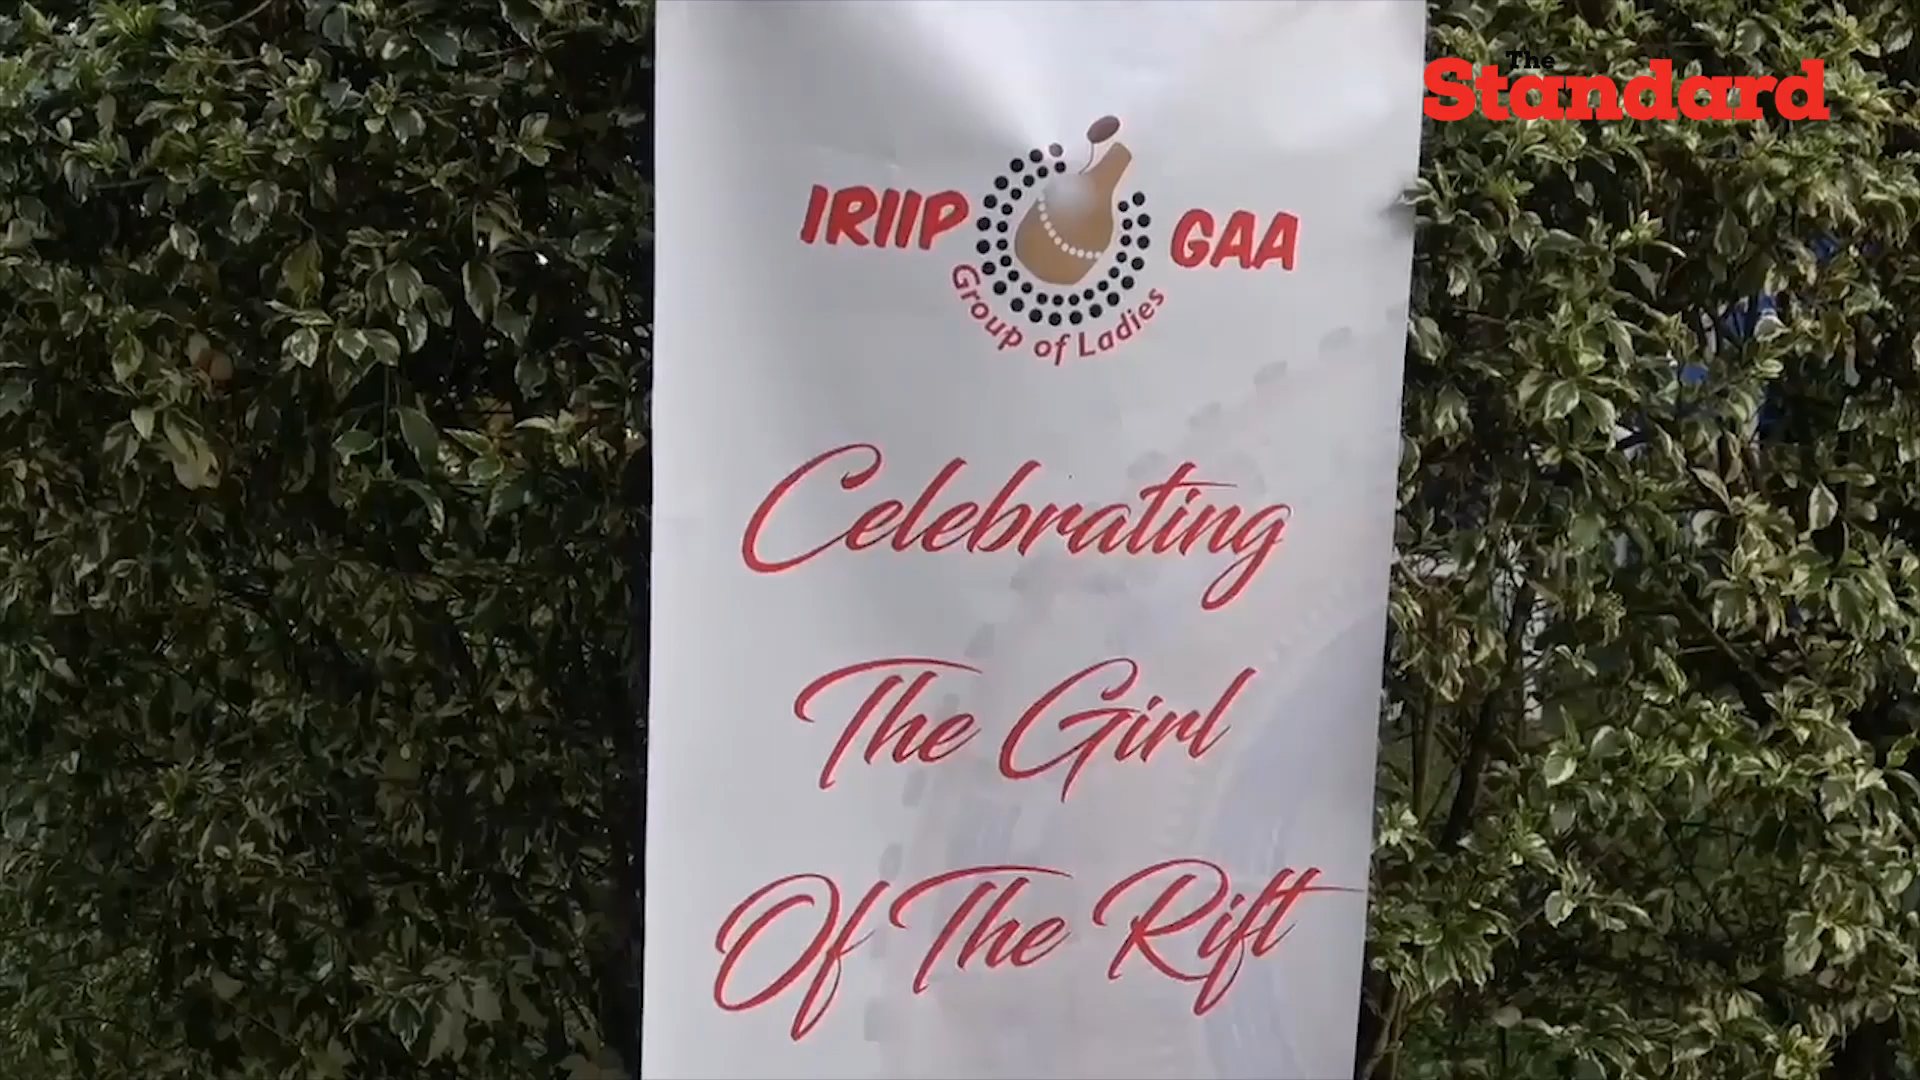 The
Standard
IRIIP GAA
Group of Ladies
Celebrating
The Girl
Of The Rift